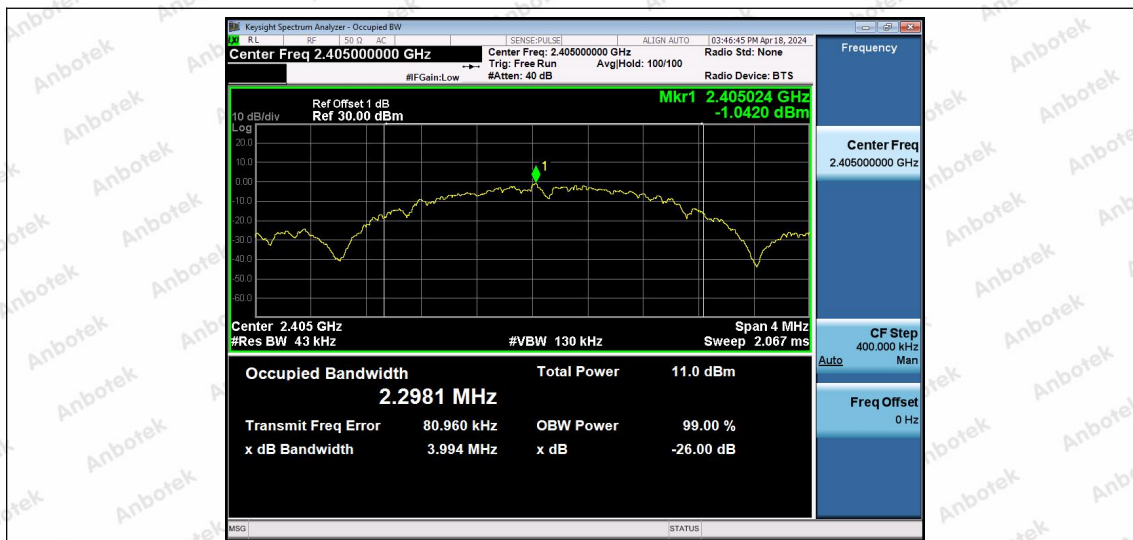 Keysight Spectrum Analyzer - Occupied BW
RL RF 50 Ω AC SENSE:PULSE ALIGN AUTO 03:46:45 PM Apr 18, 2024
Center Freq 2.405000000 GHz
Center Freq: 2.405000000 GHz
Radio Std: None
Trig: Free Run Avg|Hold: 100/100
#IFGain:Low
#Atten: 40 dB
Radio Device: BTS
Frequency
Mkr1 2.405024 GHz
-1.0420 dBm
Ref Offset 1 dB
10 dB/div Ref 30.00 dBm
Log
20.0
10.0
0.00
-10.0
-20.0
-30.0
-40.0
-50.0
-60.0
1
Center 2.405 GHz
Span 4 MHz
#Res BW 43 kHz
#VBW 130 kHz
Sweep 2.067 ms
Occupied Bandwidth
2.2981 MHz
Total Power 11.0 dBm
Transmit Freq Error 80.960 kHz
OBW Power 99.00 %
x dB Bandwidth 3.994 MHz
x dB -26.00 dB
Center Freq
2.405000000 GHz
CF Step
400.000 kHz
Auto Man
Freq Offset
0 Hz
MSG
STATUS
Anbotek